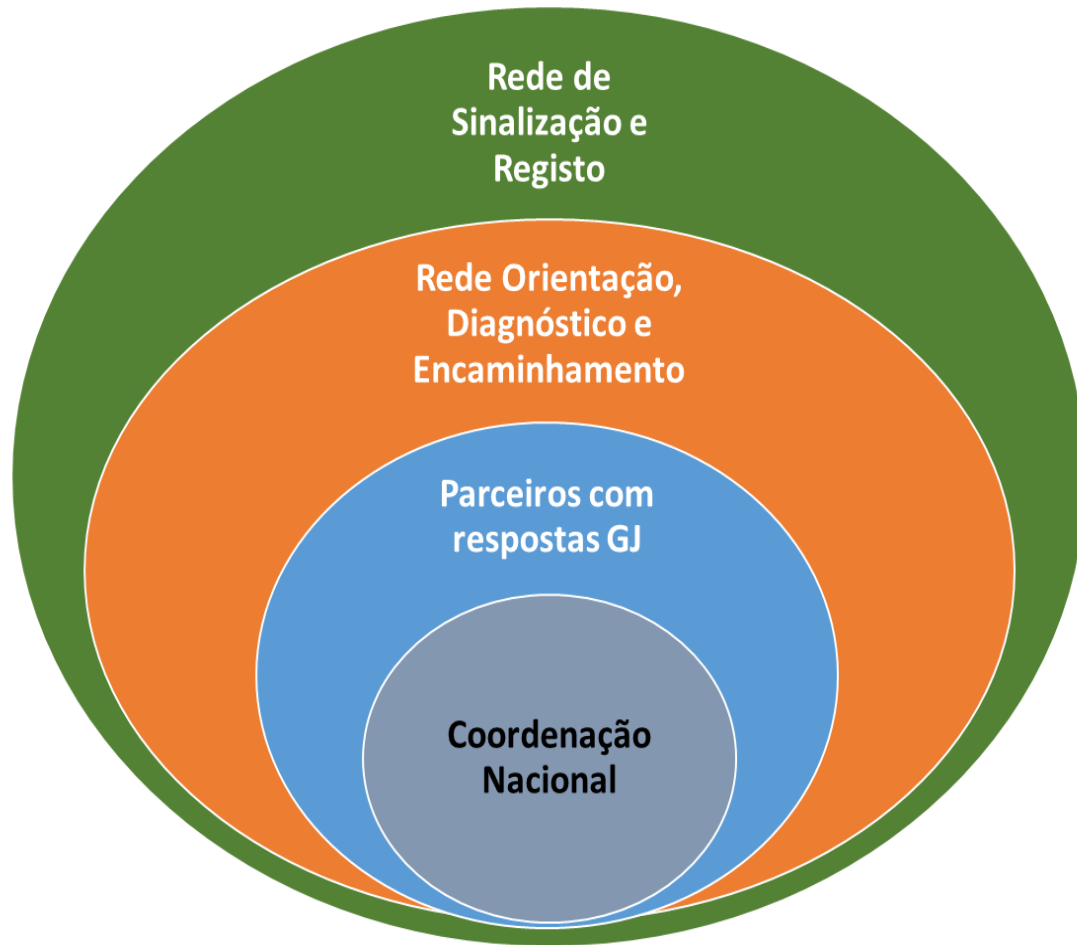 Rede de
Sinalização e
Registo
Rede Orientação,
Diagnóstico e
Encaminhamento
Parceiros com
respostas GJ
Coordenação
Nacional